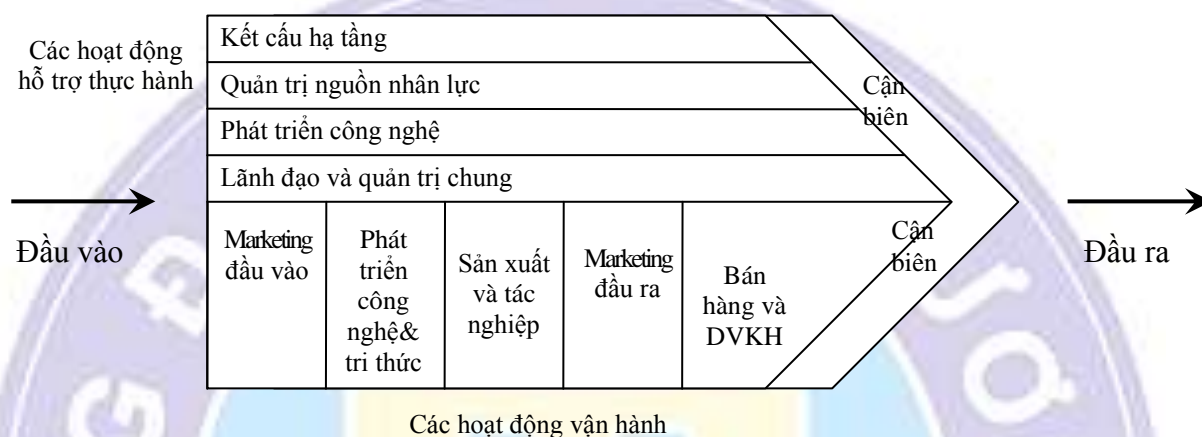 Các hoạt động
hỗ trợ thực hành
Kết cấu hạ tầng
Quản trị nguồn nhân lực
Phát triển công nghệ
Lãnh đạo và quản trị chung
Cận
biên
Đầu vào
Marketing
đầu vào
Phát
triển
công
nghệ&
tri thức
Sản xuất
và tác
nghiệp
Marketing
đầu ra
Bán
hàng và
DVKH
Cận
biên
Đầu ra
Các hoạt động vận hành